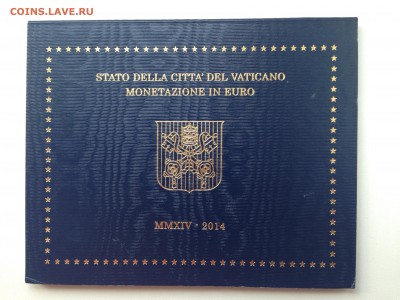 COINS.LAVE.RU
STATO DELLA CITTA' DEL VATICANO
MONETAZIONE IN EURO
MMXIV · 2014